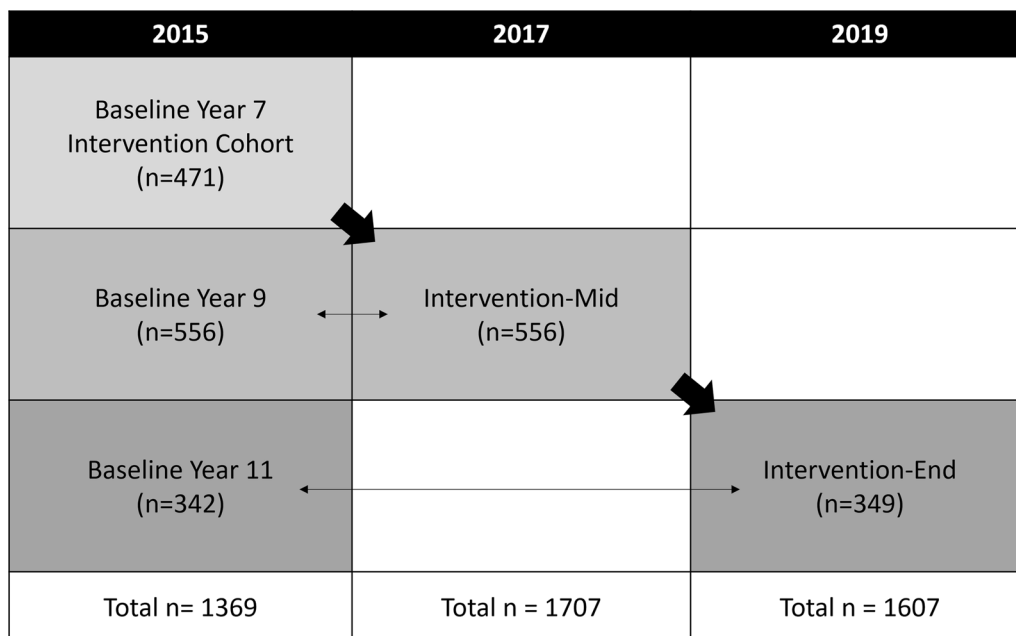 2015 2017 2019
Baseline Year 7
Intervention Cohort
(n=471)
Baseline Year 9
(n=556)
Intervention-Mid
(n=556)
Baseline Year 11
(n=342)
Intervention-End
(n=349)
Total n= 1369 Total n = 1707 Total n = 1607